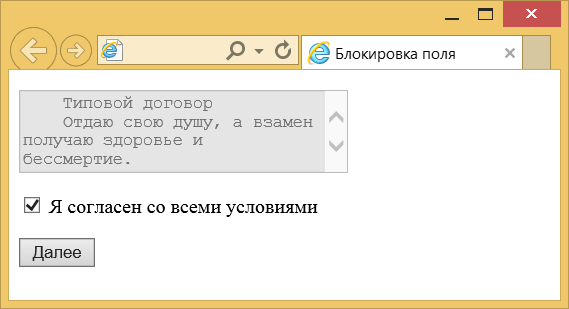 Блокировка поля
Типовой договор
Отдаю свою душу, а взамен
получаю здоровье и
бессмертие.
Я согласен со всеми условиями
Далее